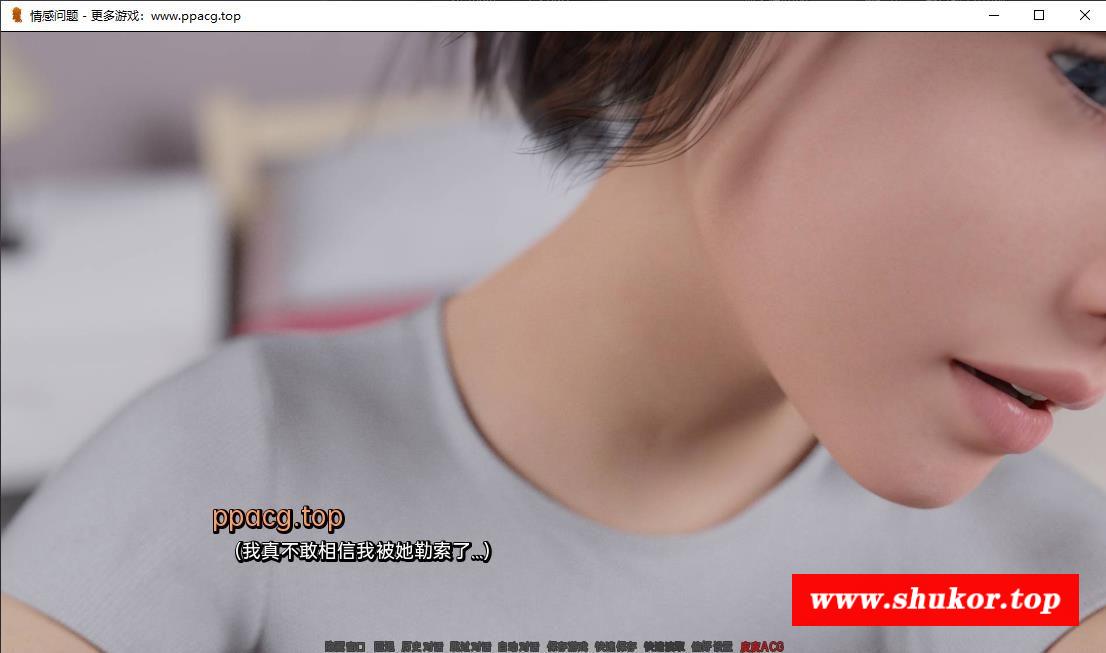 情感问题 - 更多游戏：www.ppacg.top
ppacg.top
(我真不敢相信我被她勒索了...)
www.shukor.top
隐藏窗口 回退 历史对话 跳过对话 自动对话 保存游戏 快速保存 快速读取 偏好设置 皮皮ACG